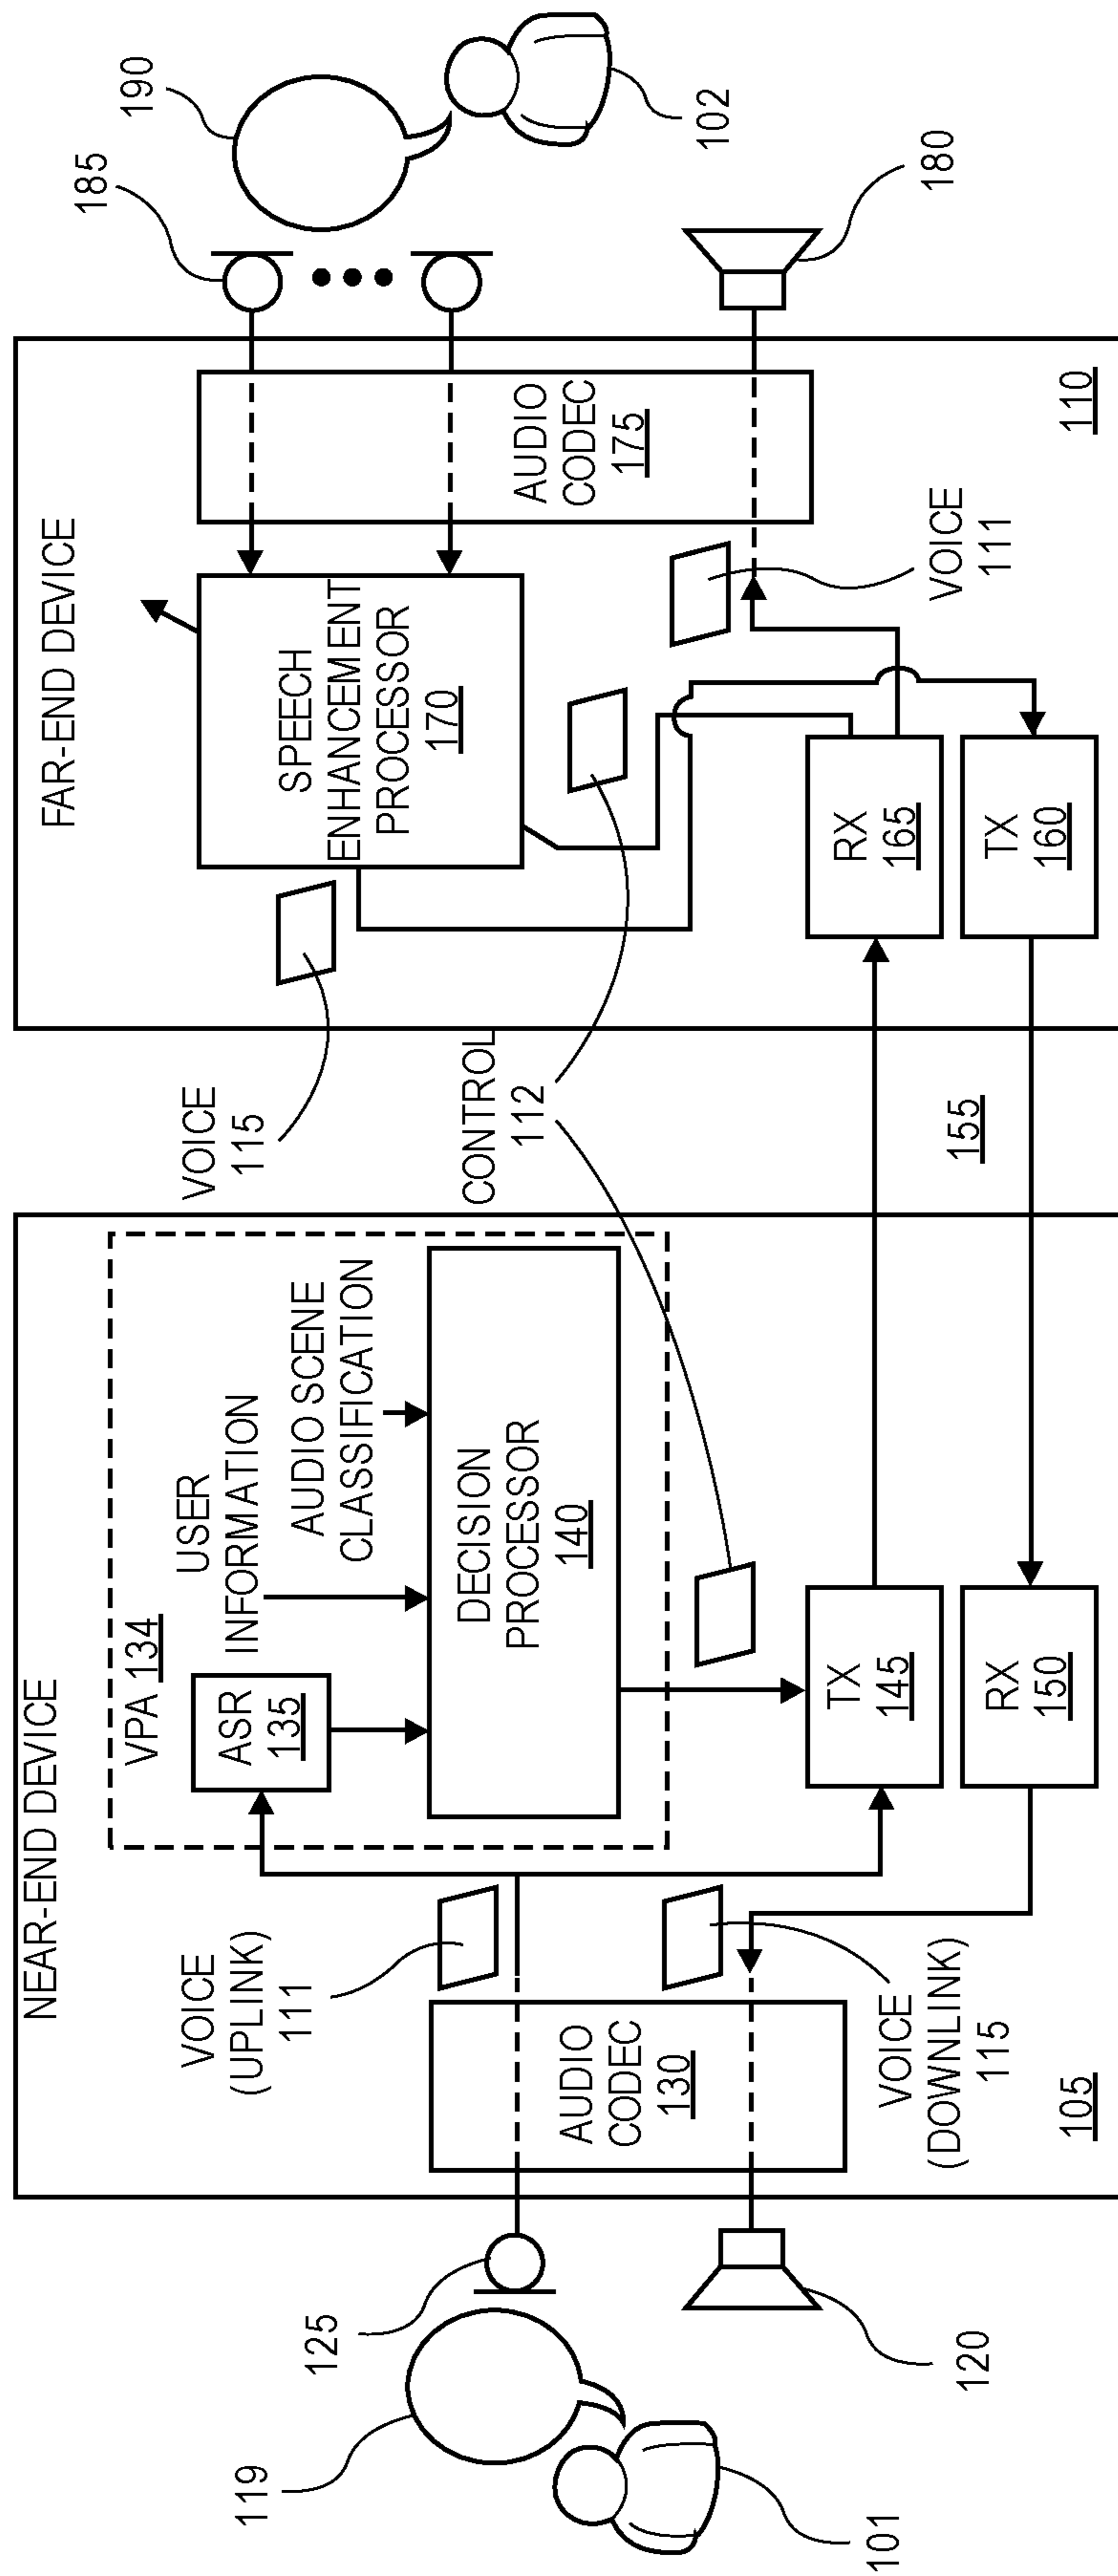 NEAR-END DEVICE
VPA 134
ASR
135
USER
INFORMATION
AUDIO SCENE
CLASSIFICATION
DECISION
PROCESSOR
140
VOICE
(UPLINK)
111
AUDIO
CODEC
130
119
125
101
120
VOICE
(DOWNLINK)
115
TX
145
RX
150
105
VOICE
115
CONTROL
112
155
FAR-END DEVICE
SPEECH
ENHANCEMENT
PROCESSOR
170
AUDIO
CODEC
175
VOICE
111
RX
165
TX
160
110
185
190
102
180